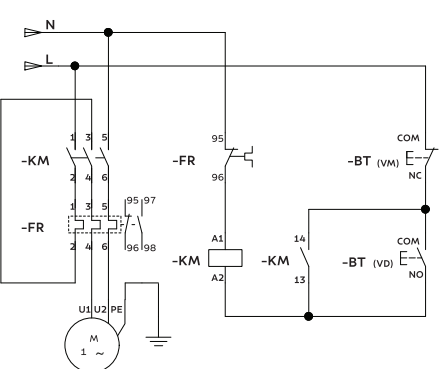 N
L
1 3 5
-KM
2 4 6
1 3 5
-FR
2 4 6
95 97
96 98
U1 U2 PE
M
1 ~
95
-FR
96
A1
-KM
A2
14
-KM
13
COM
-BT (VM)
NC
COM
-BT (VD)
NO